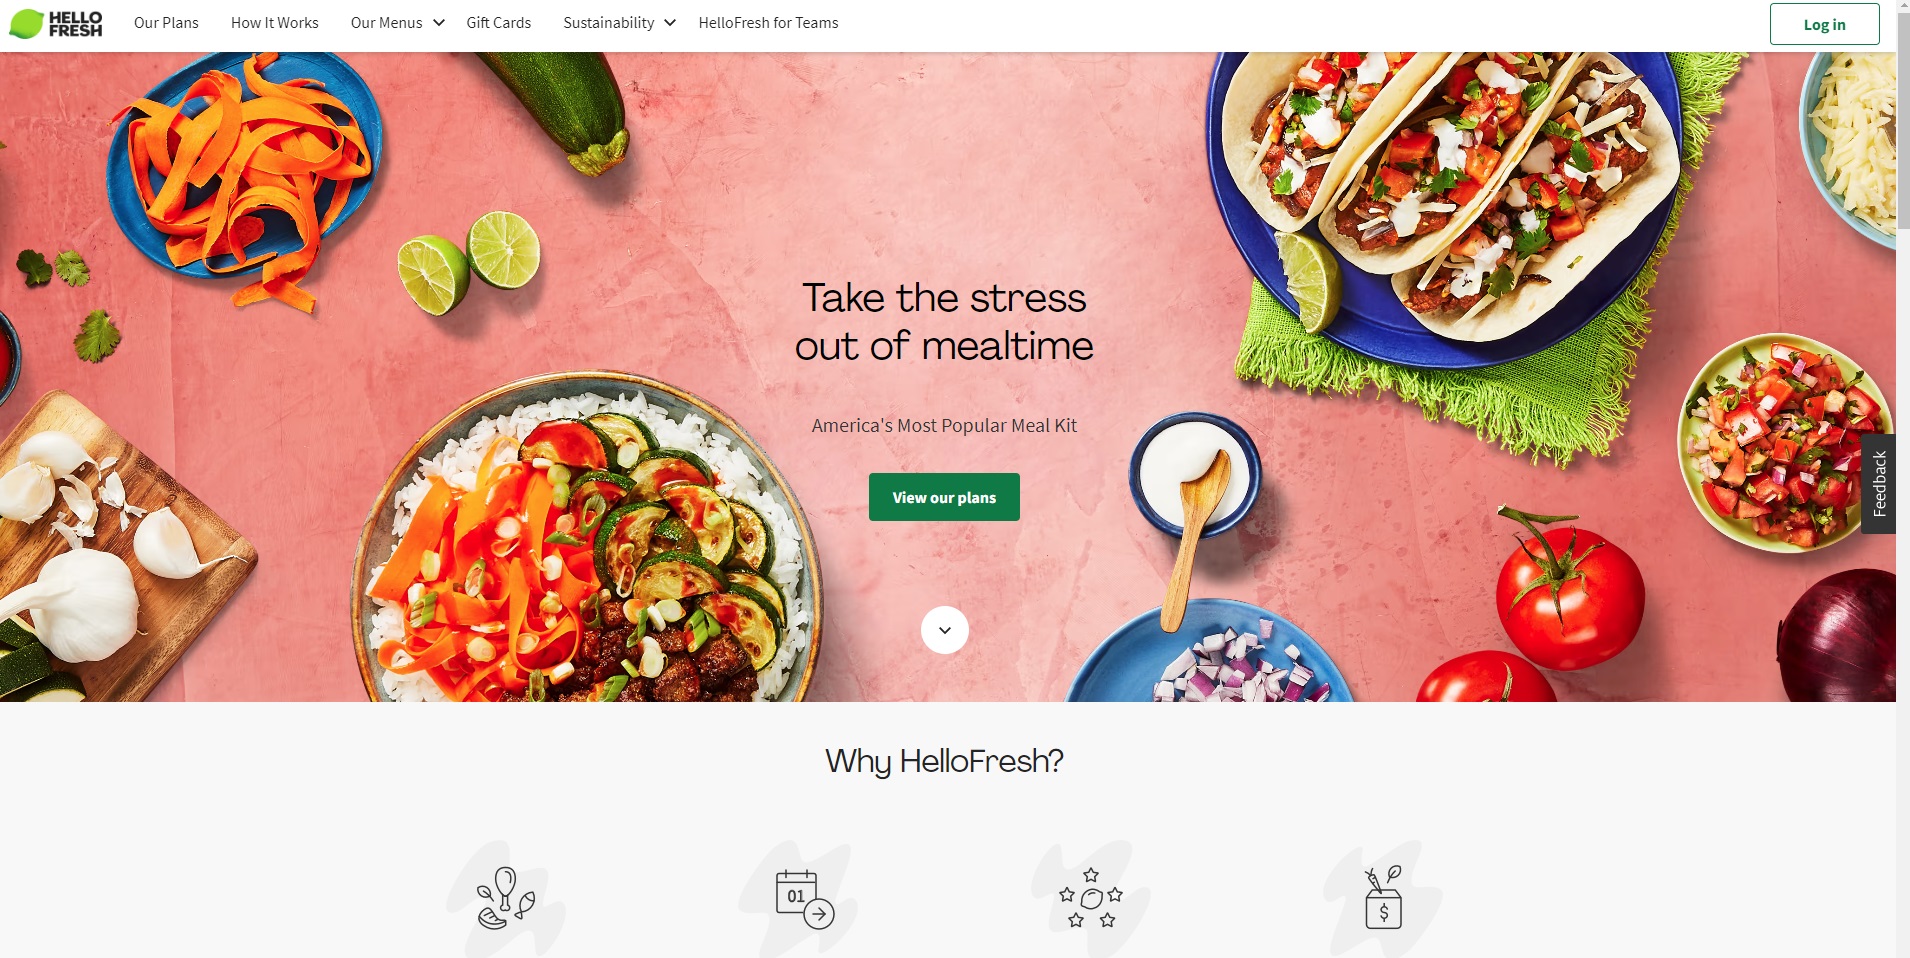 HELLO
FRESH
Our Plans
How It Works
Our Menus
Gift Cards
Sustainability
HelloFresh for Teams
Log in
Take the stress
out of mealtime
America's Most Popular Meal Kit
View our plans
Feedback
Why HelloFresh?
01
$